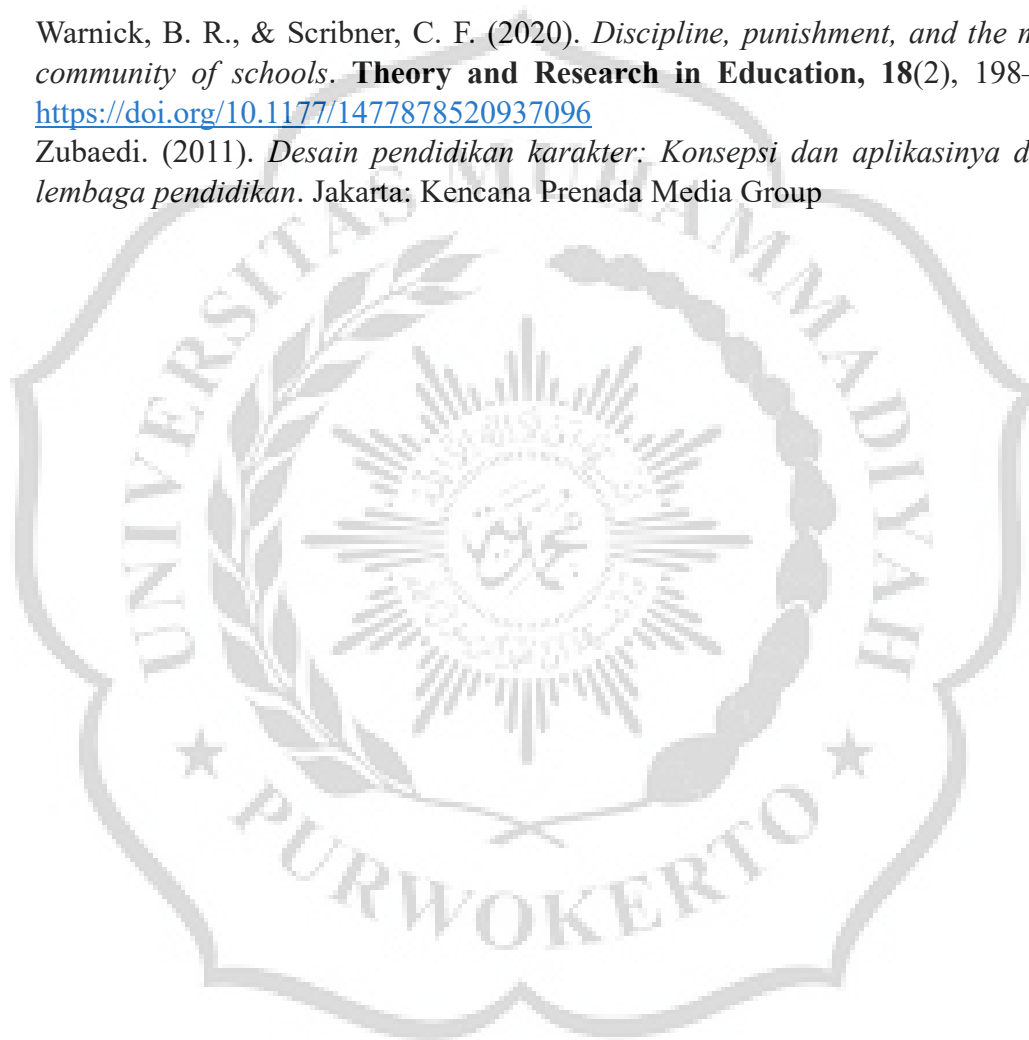 Warnick, B. R., & Scribner, C. F. (2020). Discipline, punishment, and the
community of schools. Theory and Research in Education, 18(2), 198–
https://doi.org/10.1177/1477878520937096
Zubaedi. (2011). Desain pendidikan karakter: Konsepsi dan aplikasinya
lembaga pendidikan. Jakarta: Kencana Prenada Media Group
UNIVERSITAS MUHAMMADIYAH
PURWOKERTO